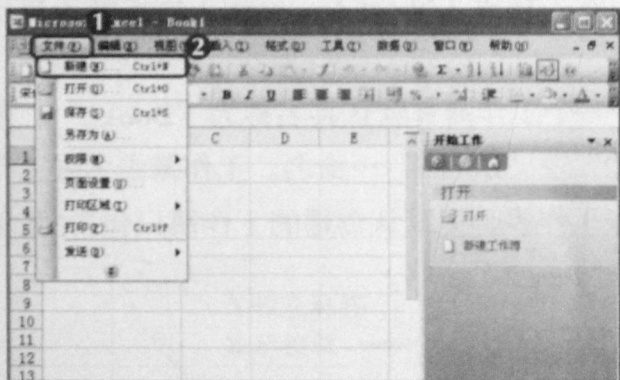 Microsoft Excel - Book1
1
2
文件(F) 编辑(E) 视图 插入(I) 格式(O) 工具(T) 数据(D) 窗口(W) 帮助(H)
新建(N)... Ctrl+N
打开(O)... Ctrl+O
保存(S) Ctrl+S
另存为(A)...
权限(M)
页面设置(U)...
打印区域(T)
打印(P)... Ctrl+P
发送(D)
B I U
Σ
%
A
C D E
1
2
3
4
5
6
7
8
9
10
11
12
13
开始工作
打开
打开
新建工作簿